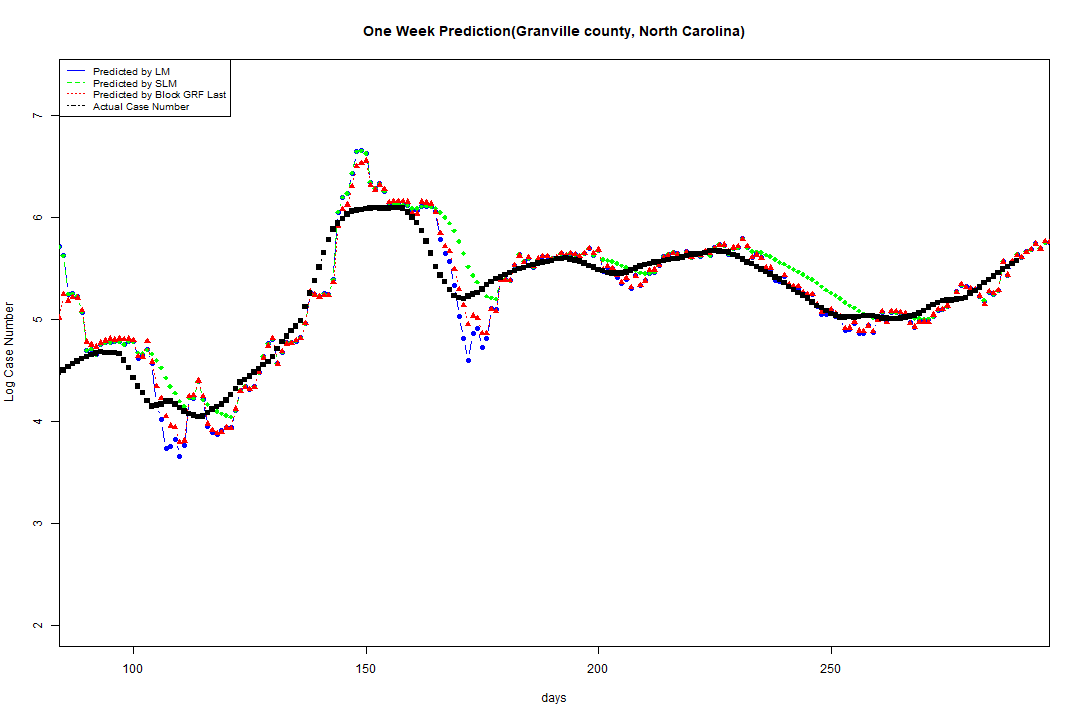 One Week Prediction(Granville county, North Carolina)
Predicted by LM
Predicted by SLM
Predicted by Block GRF Last
Actual Case Number
7
6
5
4
3
2
Log Case Number
100
150
200
250
days